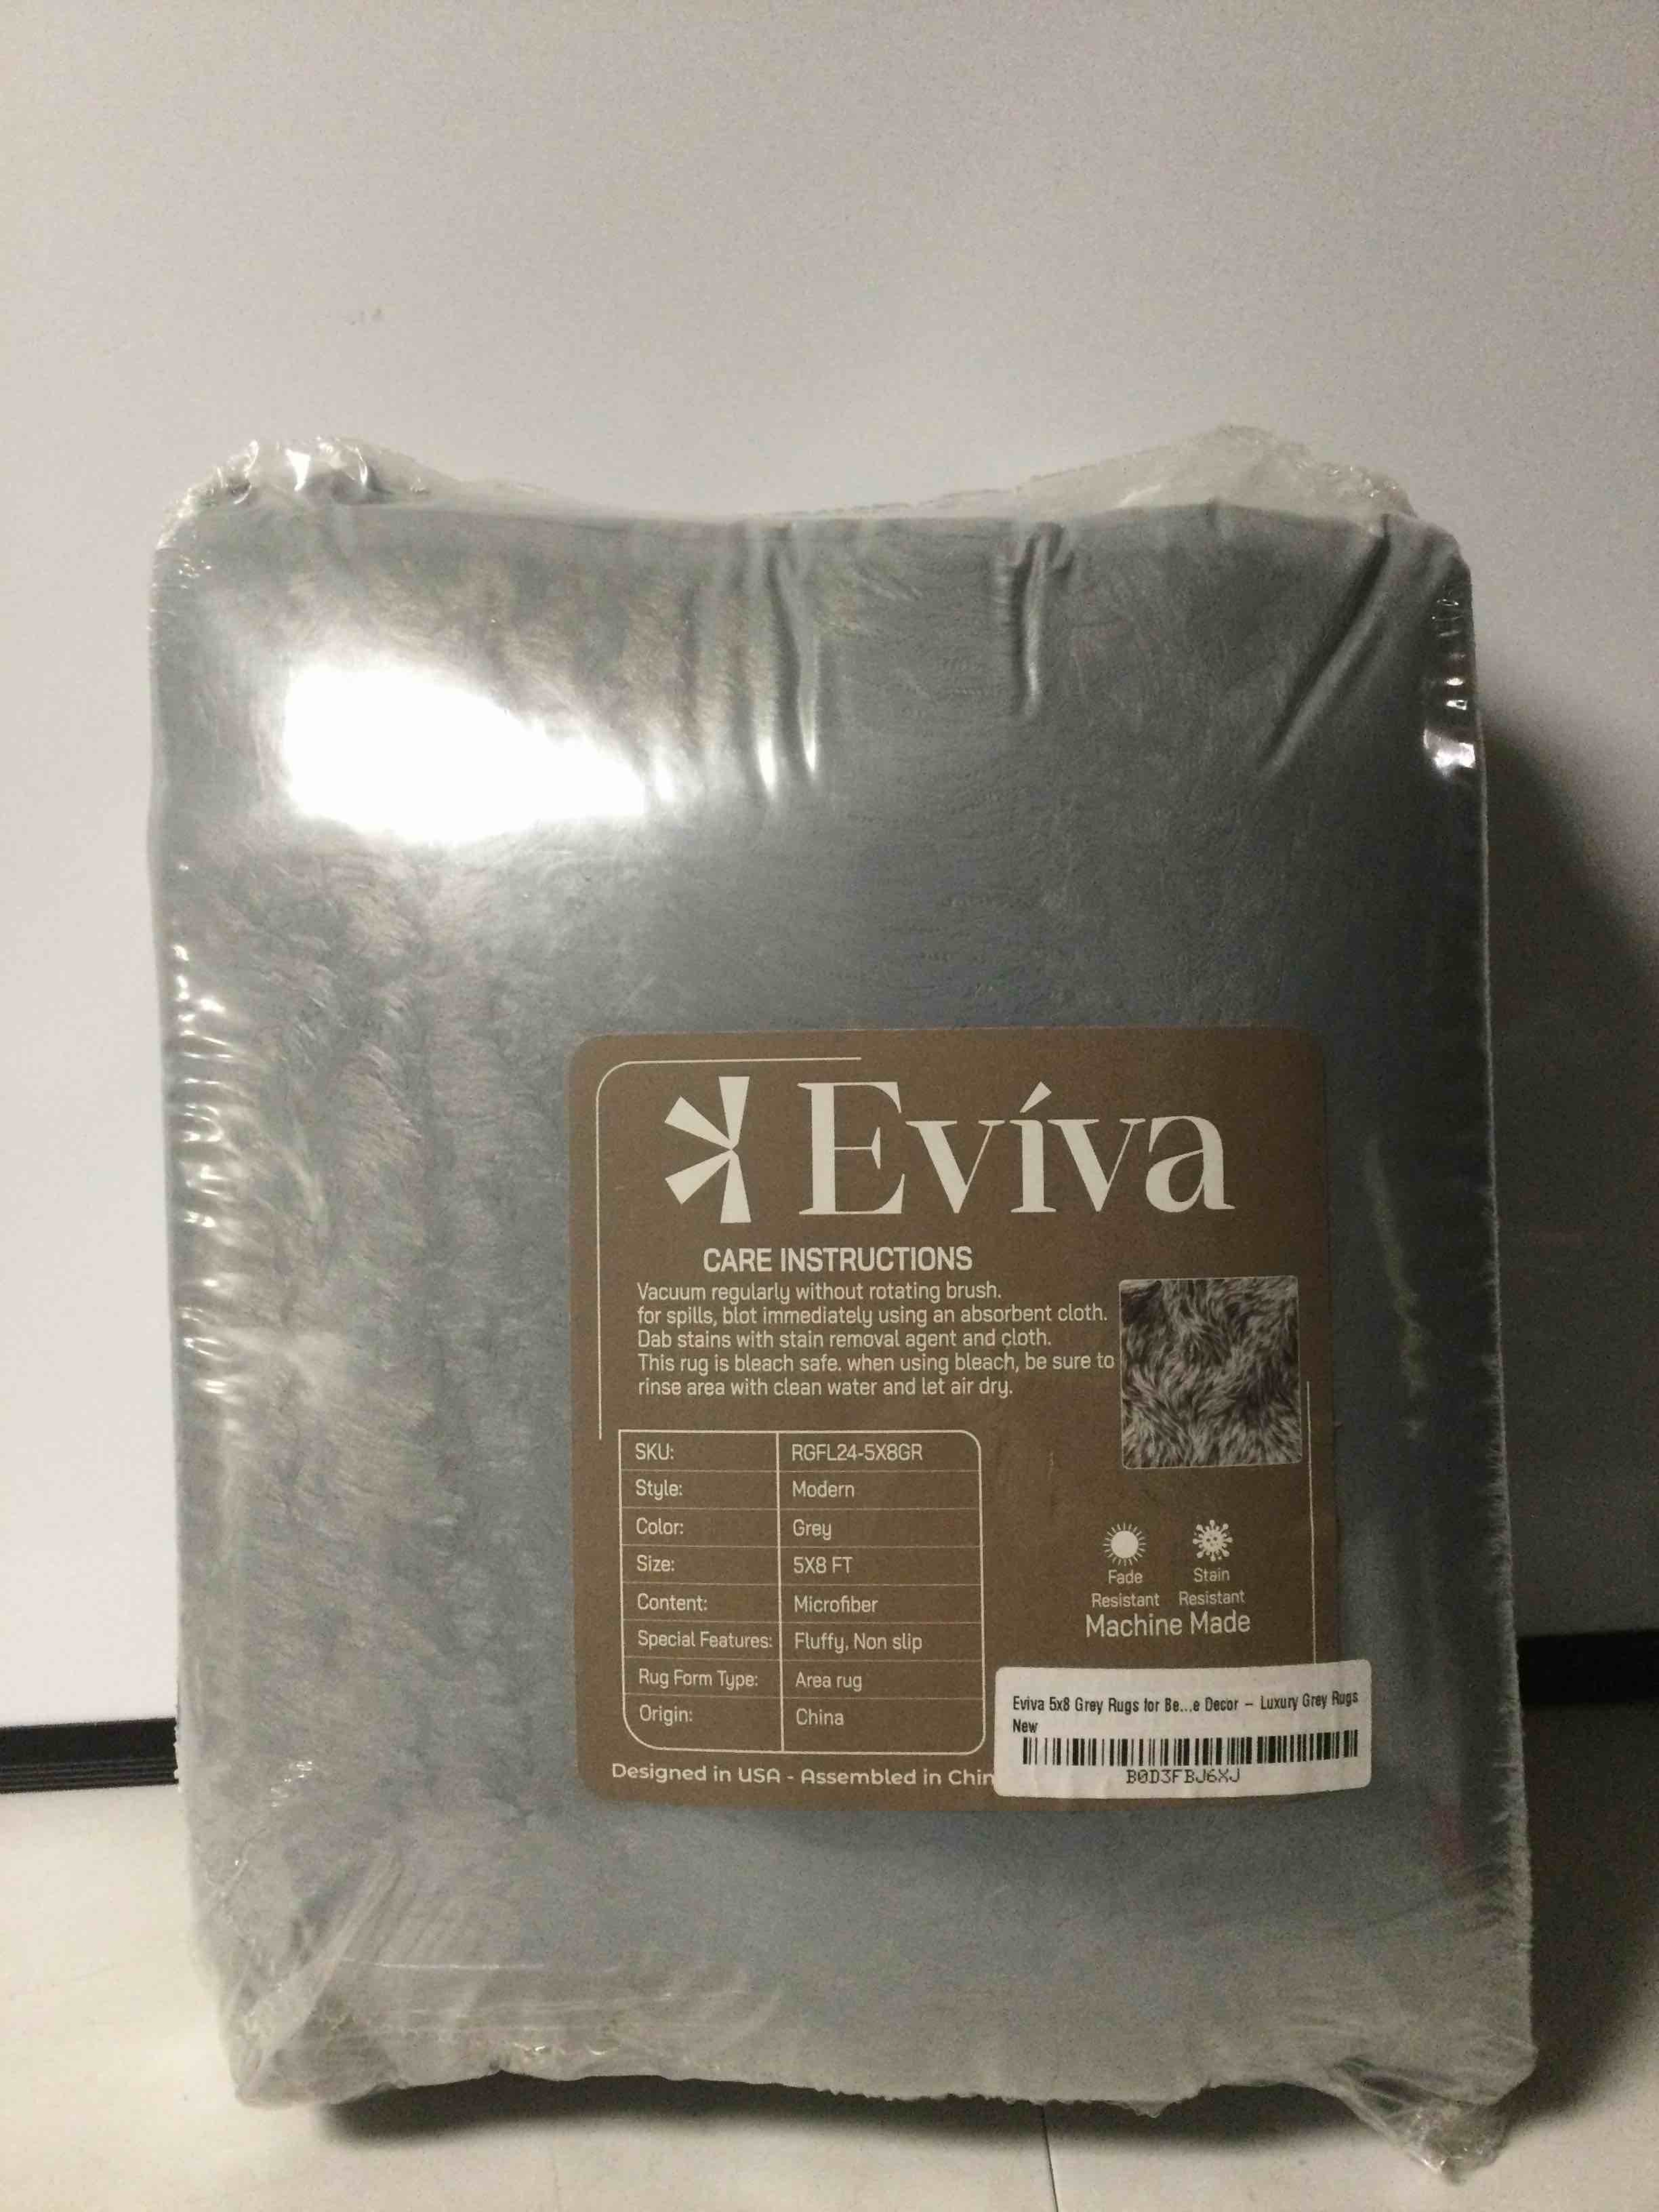 Evíva
CARE INSTRUCTIONS
Vacuum regularly without rotating brush.
for spills, blot immediately using an absorbent cloth.
Dab stains with stain removal agent and cloth.
This rug is bleach safe. when using bleach, be sure to
rinse area with clean water and let air dry.
SKU: RGFL24-5X8GR
Style: Modern
Color: Grey
Size: 5X8 FT
Content: Microfiber
Special Features: Fluffy, Non slip
Rug Form Type: Area rug
Origin: China
Fade Resistant
Stain Resistant
Machine Made
Designed in USA - Assembled in Chin
Eviva 5x8 Grey Rugs for Be...e Decor – Luxury Grey Rugs
New
B0D3FBJ6XJ